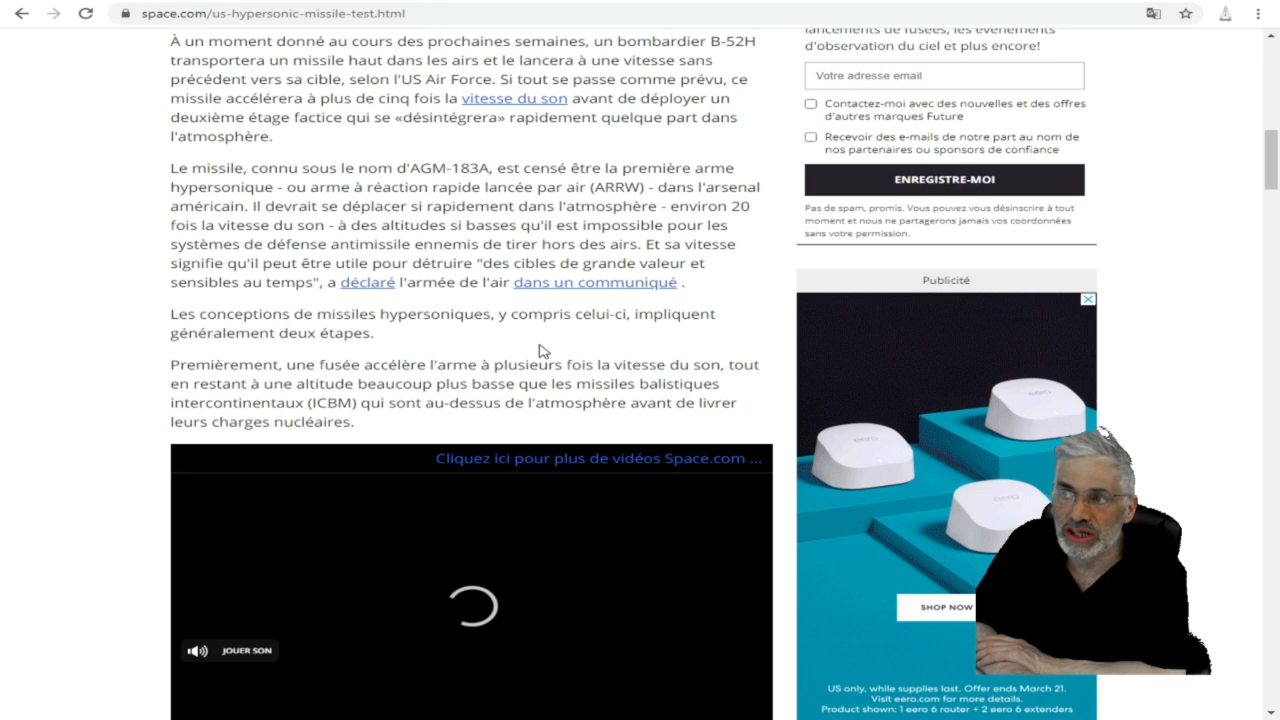 space.com/us-hypersonic-missile-test.html
À un moment donné au cours des prochaines semaines, un bombardier B-52H
transportera un missile haut dans les airs et le lancera à une vitesse sans
précédent vers sa cible, selon l'US Air Force. Si tout se passe comme prévu, ce
missile accélérera à plus de cinq fois la vitesse du son avant de déployer un
deuxième étage factice qui se «désintégrera» rapidement quelque part dans
l'atmosphère.
Le missile, connu sous le nom d'AGM-183A, est censé être la première arme
hypersonique - ou arme à réaction rapide lancée par air (ARRW) - dans l'arsenal
américain. Il devrait se déplacer si rapidement dans l'atmosphère - environ 20
fois la vitesse du son - à des altitudes si basses qu'il est impossible pour les
systèmes de défense antimissile ennemis de tirer hors des airs. Et sa vitesse
signifie qu'il peut être utile pour détruire "des cibles de grande valeur et
sensibles au temps", a déclaré l'armée de l'air dans un communiqué .
Les conceptions de missiles hypersoniques, y compris celui-ci, impliquent
généralement deux étapes.
Premièrement, une fusée accélère l'arme à plusieurs fois la vitesse du son, tout
en restant à une altitude beaucoup plus basse que les missiles balistiques
intercontinentaux (ICBM) qui sont au-dessus de l'atmosphère avant de livrer
leurs charges nucléaires.
Cliquez ici pour plus de vidéos Space.com ...
JOUER SON
lancements de fusées, les événements
d'observation du ciel et plus encore!
Votre adresse email
Contactez-moi avec des nouvelles et des offres
d'autres marques Future
Recevoir des e-mails de notre part au nom de
nos partenaires ou sponsors de confiance
ENREGISTRE-MOI
Pas de spam, promis. Vous pouvez vous désinscrire à tout
moment et nous ne partagerons jamais vos coordonnées
sans votre permission.
Publicité
eero
eero
eero
SHOP NOW
US only, while supplies last. Offer ends March 21.
Visit eero.com for more details.
Product shown: 1 eero 6 router + 2 eero 6 extenders